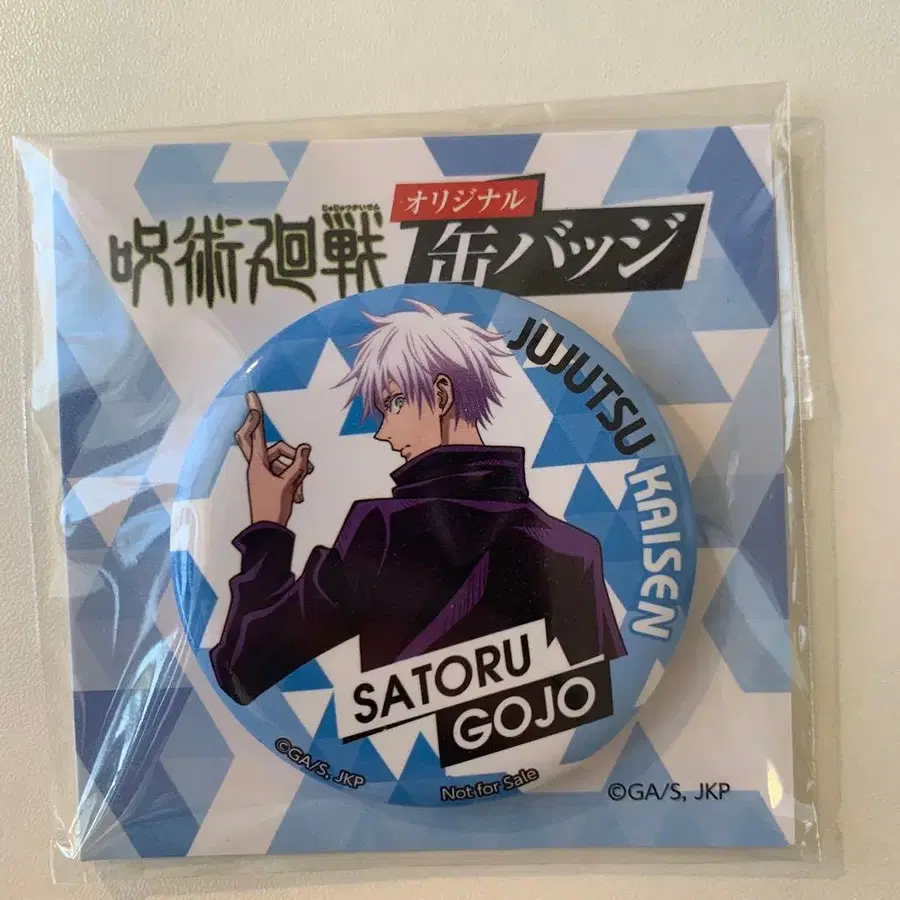 じゅじゅつかいせん
呪術廻戦
オリジナル
缶バッジ
JUJUTSU KAISEN
SATORU
GOJO
©GA/S, JKP
Not for Sale
©GA/S, JKP